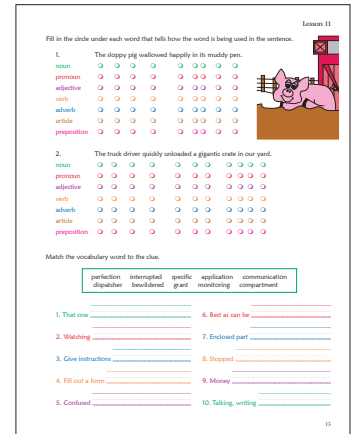 Lesson 11
Fill in the circle under each word that tells how the word is being used in the sentence.
1. The sloppy pig wallowed happily in its muddy pen.
noun
pronoun
adjective
verb
adverb
article
preposition
2. The truck driver quickly unloaded a gigantic crate in our yard.
noun
pronoun
adjective
verb
adverb
article
preposition
Match the vocabulary word to the clue.
perfection interrupted specific application communication
dispatcher bewildered grant monitoring compartment
1. That one
2. Watching
3. Give instructions
4. Fill out a form
5. Confused
6. Best as can be
7. Enclosed part
8. Stopped
9. Money
10. Talking, writing
13